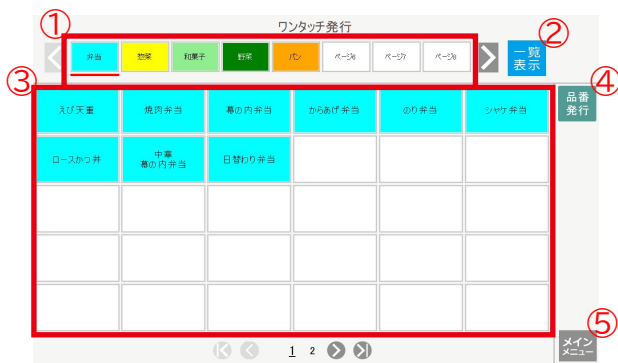 ワンタッチ発行
①
②
弁当
惣菜
和菓子
野菜
パン
ページ6
ページ7
ページ8
一覧
表示
③
④
えび天重
焼肉弁当
幕の内弁当
からあげ弁当
のり弁当
シャケ弁当
品番
発行
ロースかつ丼
中華
幕の内弁当
日替わり弁当
⑤
1 2
メイン
メニュー